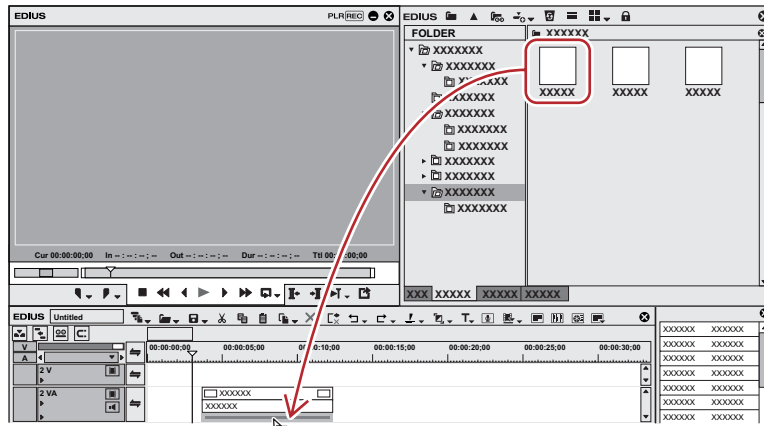 EDIUS PLR REC
Cur 00:00:00;00 In -- : -- : -- ; -- Out -- : -- : -- ; -- Dur -- : -- : -- ; -- Ttl 00:00:00;00
EDIUS
FOLDER
XXXXXXX
XXXXXXX
XXXXXXX
XXXXXXX
XXXXXXX
XXXXXXX
XXXXXXX
XXXXXXX
XXXXXXX
XXXXXXX
XXXXXXX
XXXXXX
XXXXX XXXXX XXXXX
XXX XXXXX XXXXX XXXXX
EDIUS Untitled
V
A
00:00:00;00 00:00:05;00 00:00:10;00 00:00:15;00 00:00:20;00 00:00:25;00 00:00:30;00
2 V
2 VA
XXXXXX
XXXXXX
XXXXXX XXXXXX
XXXXXX XXXXXX
XXXXXX XXXXXX
XXXXXX XXXXXX
XXXXXX XXXXXX
XXXXXX XXXXXX
XXXXXX XXXXXX